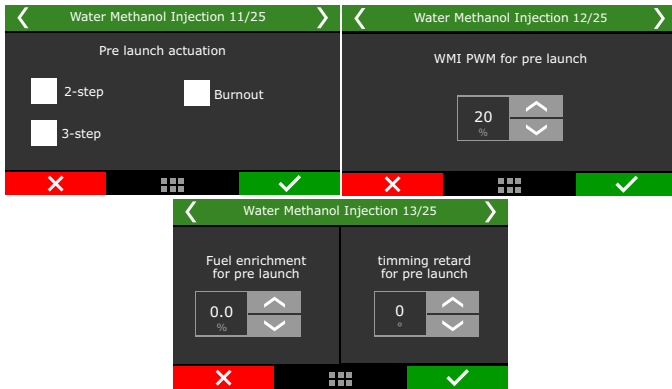 Water Methanol Injection 11/25
Pre launch actuation
2-step
Burnout
3-step
Water Methanol Injection 12/25
WMI PWM for pre launch
20
%
Water Methanol Injection 13/25
Fuel enrichment
for pre launch
0.0
%
timming retard
for pre launch
0
°